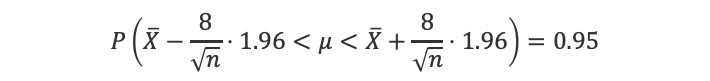 P(X̄ − 8/√n · 1.96 < μ < X̄ + 8/√n · 1.96) = 0.95